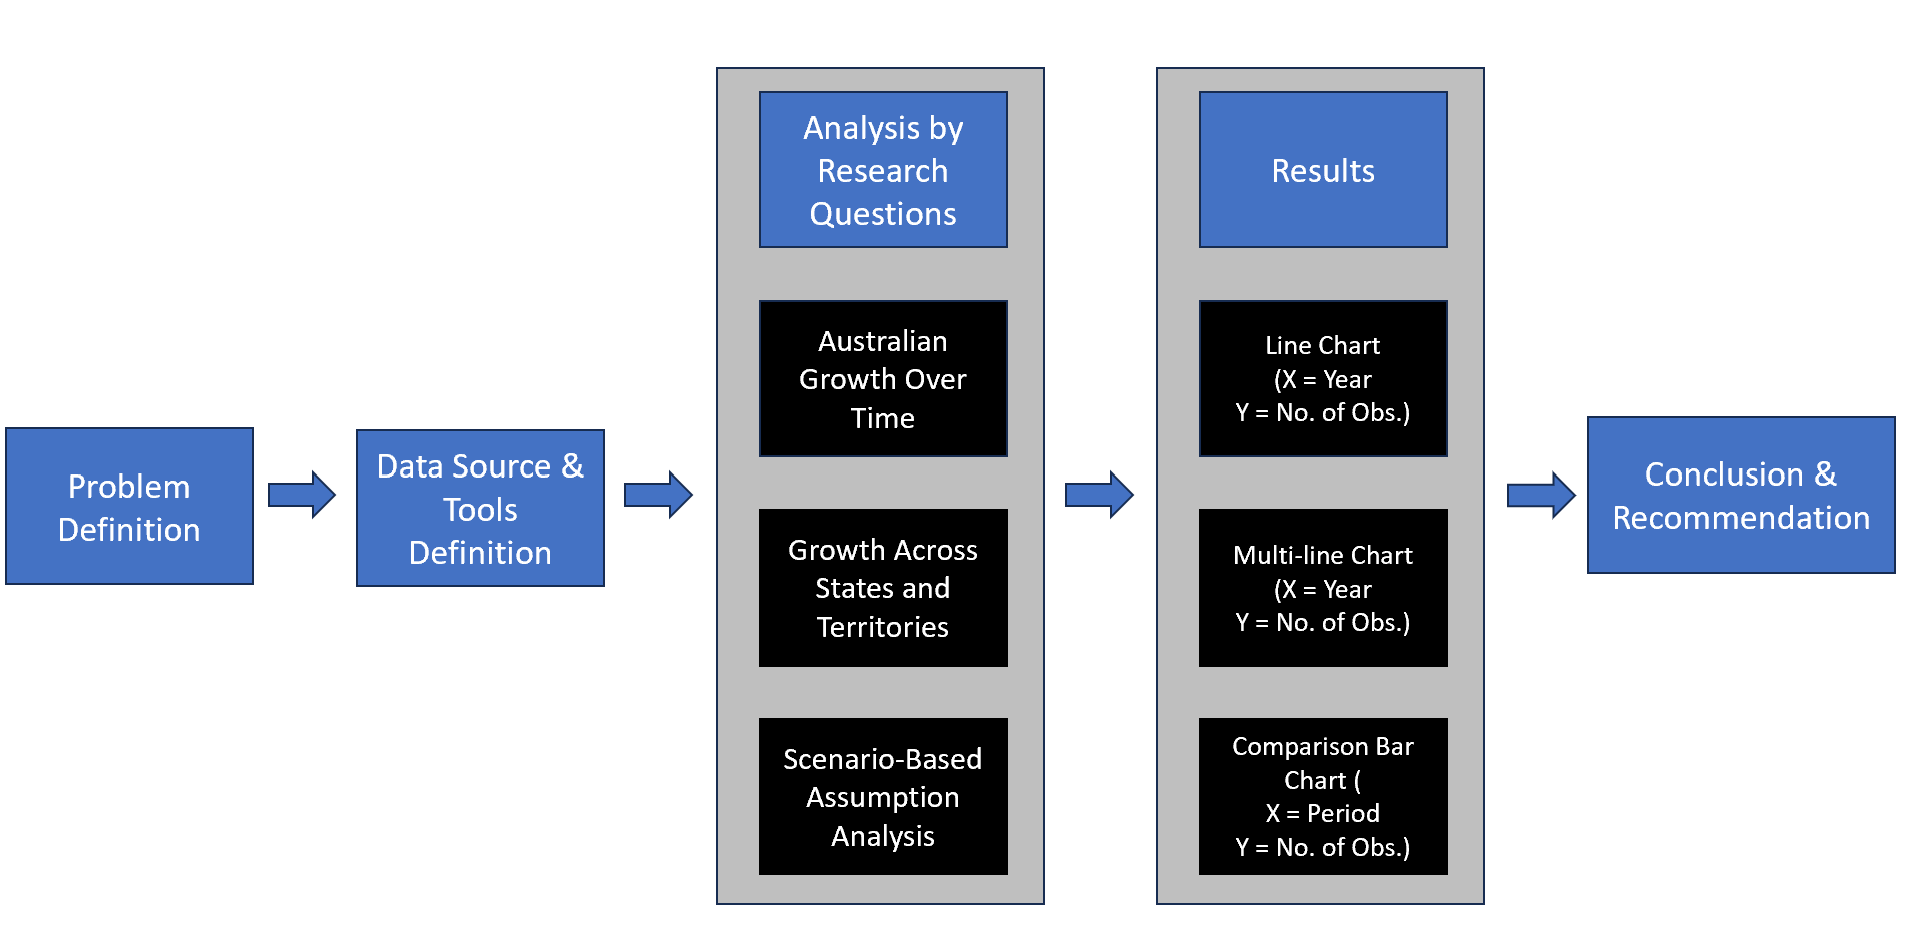 Problem
Definition
Data Source &
Tools
Definition
Analysis by
Research
Questions
Australian
Growth Over
Time
Growth Across
States and
Territories
Scenario-Based
Assumption
Analysis
Results
Line Chart
(X = Year
Y = No. of Obs.)
Multi-line Chart
(X = Year
Y = No. of Obs.)
Comparison Bar
Chart (
X = Period
Y = No. of Obs.)
Conclusion &
Recommendation